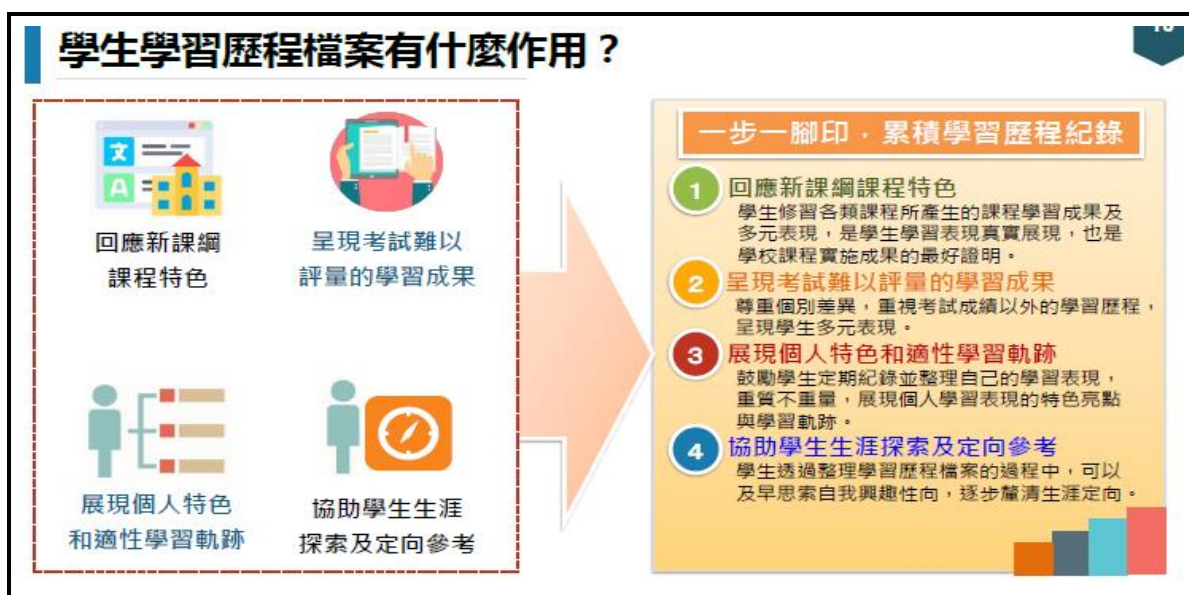 學生學習歷程檔案有什麼作用？
文
A
回應新課綱
課程特色
呈現考試難以
評量的學習成果
展現個人特色
和適性學習軌跡
協助學生生涯
探索及定向參考
一步一腳印．累積學習歷程紀錄
1 回應新課綱課程特色
學生修習各類課程所產生的課程學習成果及
多元表現，是學生學習表現真實展現，也是
學校課程實施成果的最好證明。
2 呈現考試難以評量的學習成果
尊重個別差異，重視考試成績以外的學習歷程，
呈現學生多元表現。
3 展現個人特色和適性學習軌跡
鼓勵學生定期紀錄並整理自己的學習表現，
重質不重量，展現個人學習表現的特色亮點
與學習軌跡。
4 協助學生生涯探索及定向參考
學生透過整理學習歷程檔案的過程中，可以
及早思索自我興趣性向，逐步釐清生涯定向。